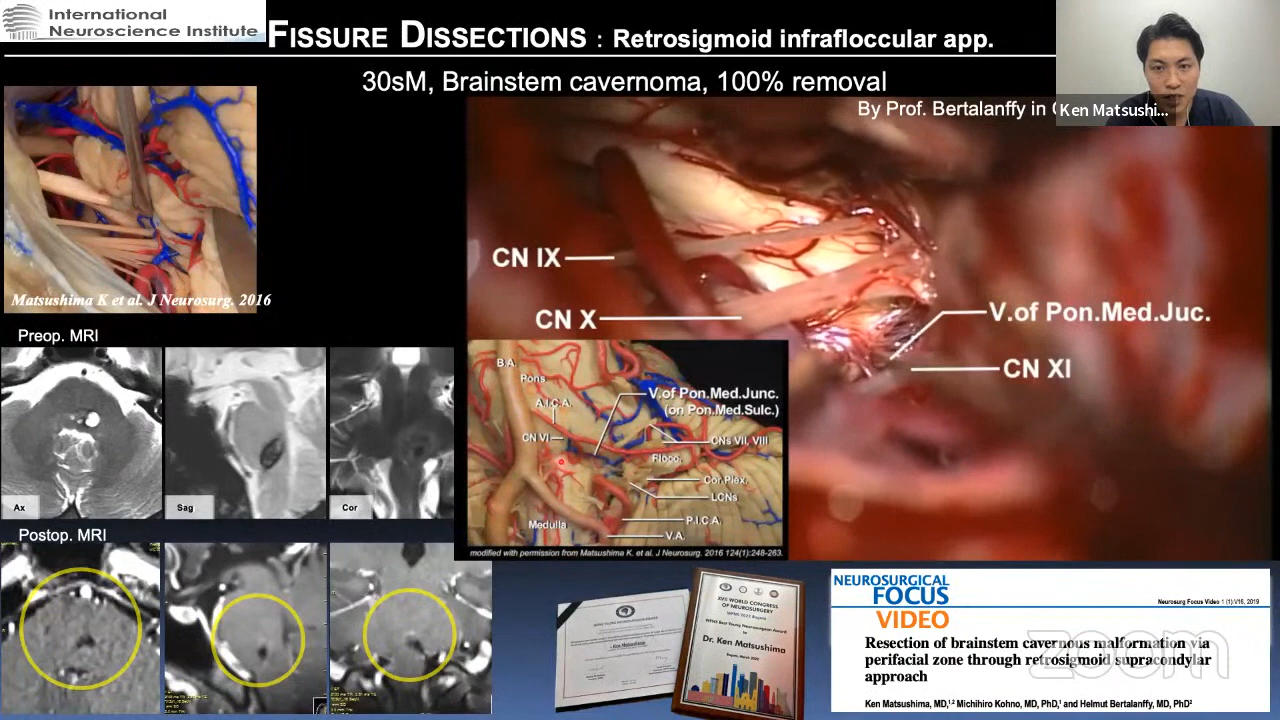 International
Neuroscience Institute
FISSURE DISSECTIONS : Retrosigmoid infrafloccular app.
30sM, Brainstem cavernoma, 100% removal
By Prof. Bertalanffy in
Ken Matsushi...
Matsushima K et al. J Neurosurg. 2016
CN IX
CN X
V.of Pon.Med.Juc.
CN XI
Preop. MRI
Ax
Sag
Cor
B.A.
Pons
A.I.C.A.
V.of Pon.Med.Junc.
(on Pon.Med.Sulc.)
CN VI
CNs VII, VIII
Flocc.
Cor.Plex.
LCNs
P.I.C.A.
Medulla
V.A.
modified with permission from Matsushima K. et al. J Neurosurg. 2016 124(1):248-263.
Postop. MRI
XVII WORLD CONGRESS
OF NEUROSURGERY
Dr. Ken Matsushima
NEUROSURGICAL
FOCUS
VIDEO
Neurosurg Focus Video 1 (1):V16, 2019
Resection of brainstem cavernous malformation via
perifacial zone through retrosigmoid supracondylar
approach
Ken Matsushima, MD,1,2 Michihiro Kohno, MD, PhD,1 and Helmut Bertalanffy, MD, PhD2
zoom